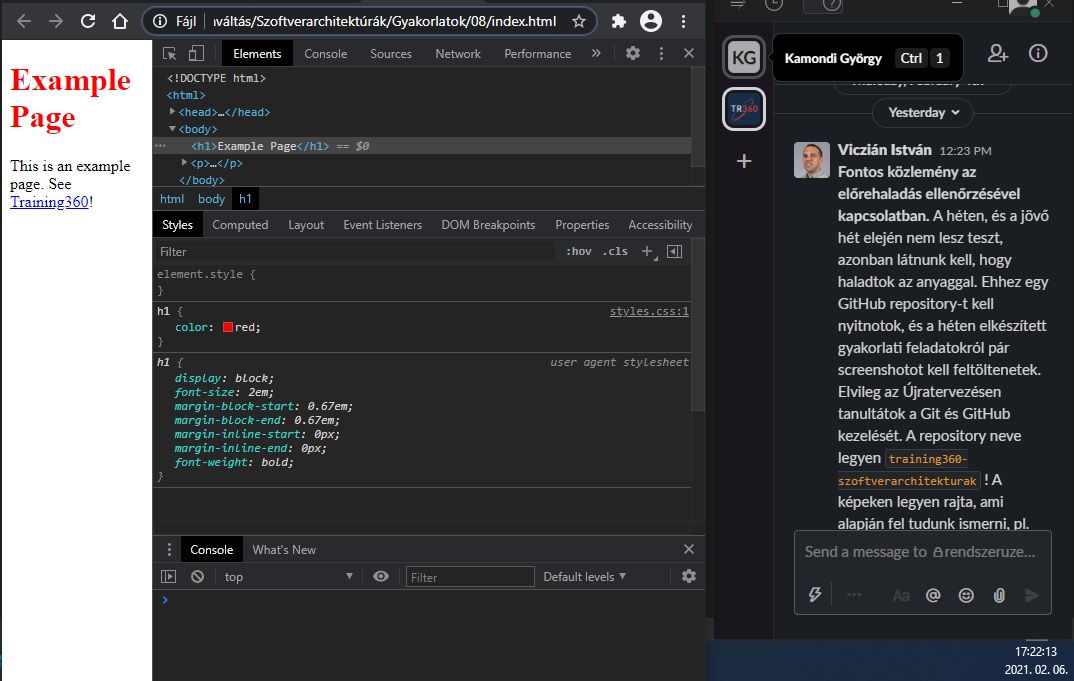 Fájl
váltás/Szoftverarchitektúrák/Gyakorlatok/08/index.html
Example
Page
This is an example
page. See
Training360!
Elements
Console
Sources
Network
Performance
<!DOCTYPE html>
<html>
<head>…</head>
<body>
<h1>Example Page</h1> == $0
<p>…</p>
</body>
html body h1
Styles
Computed
Layout
Event Listeners
DOM Breakpoints
Properties
Accessibility
Filter
:hov .cls +
element.style {
}
h1 {
styles.css:1
color: red;
}
h1 {
user agent stylesheet
display: block;
font-size: 2em;
margin-block-start: 0.67em;
margin-block-end: 0.67em;
margin-inline-start: 0px;
margin-inline-end: 0px;
font-weight: bold;
}
Console
What's New
top
Filter
Default levels
KG
Kamondi György Ctrl 1
TR360
Yesterday
Viczián István 12:23 PM
Fontos közlemény az
előrehaladás ellenőrzésével
kapcsolatban. A héten, és a jövő
hét elején nem lesz teszt,
azonban látnunk kell, hogy
haladtok az anyaggal. Ehhez egy
GitHub repository-t kell
nyitnotok, és a héten elkészített
gyakorlati feladatokról pár
screenshotot kell feltöltenetek.
Elvileg az Újratervezésen
tanultátok a Git és GitHub
kezelését. A repository neve
legyen training360-
szoftverarchitekturak ! A
képeken legyen rajta, ami
alapján fel tudunk ismerni, pl.
Send a message to rendszeruze...
Aa
17:22:13
2021. 02. 06.